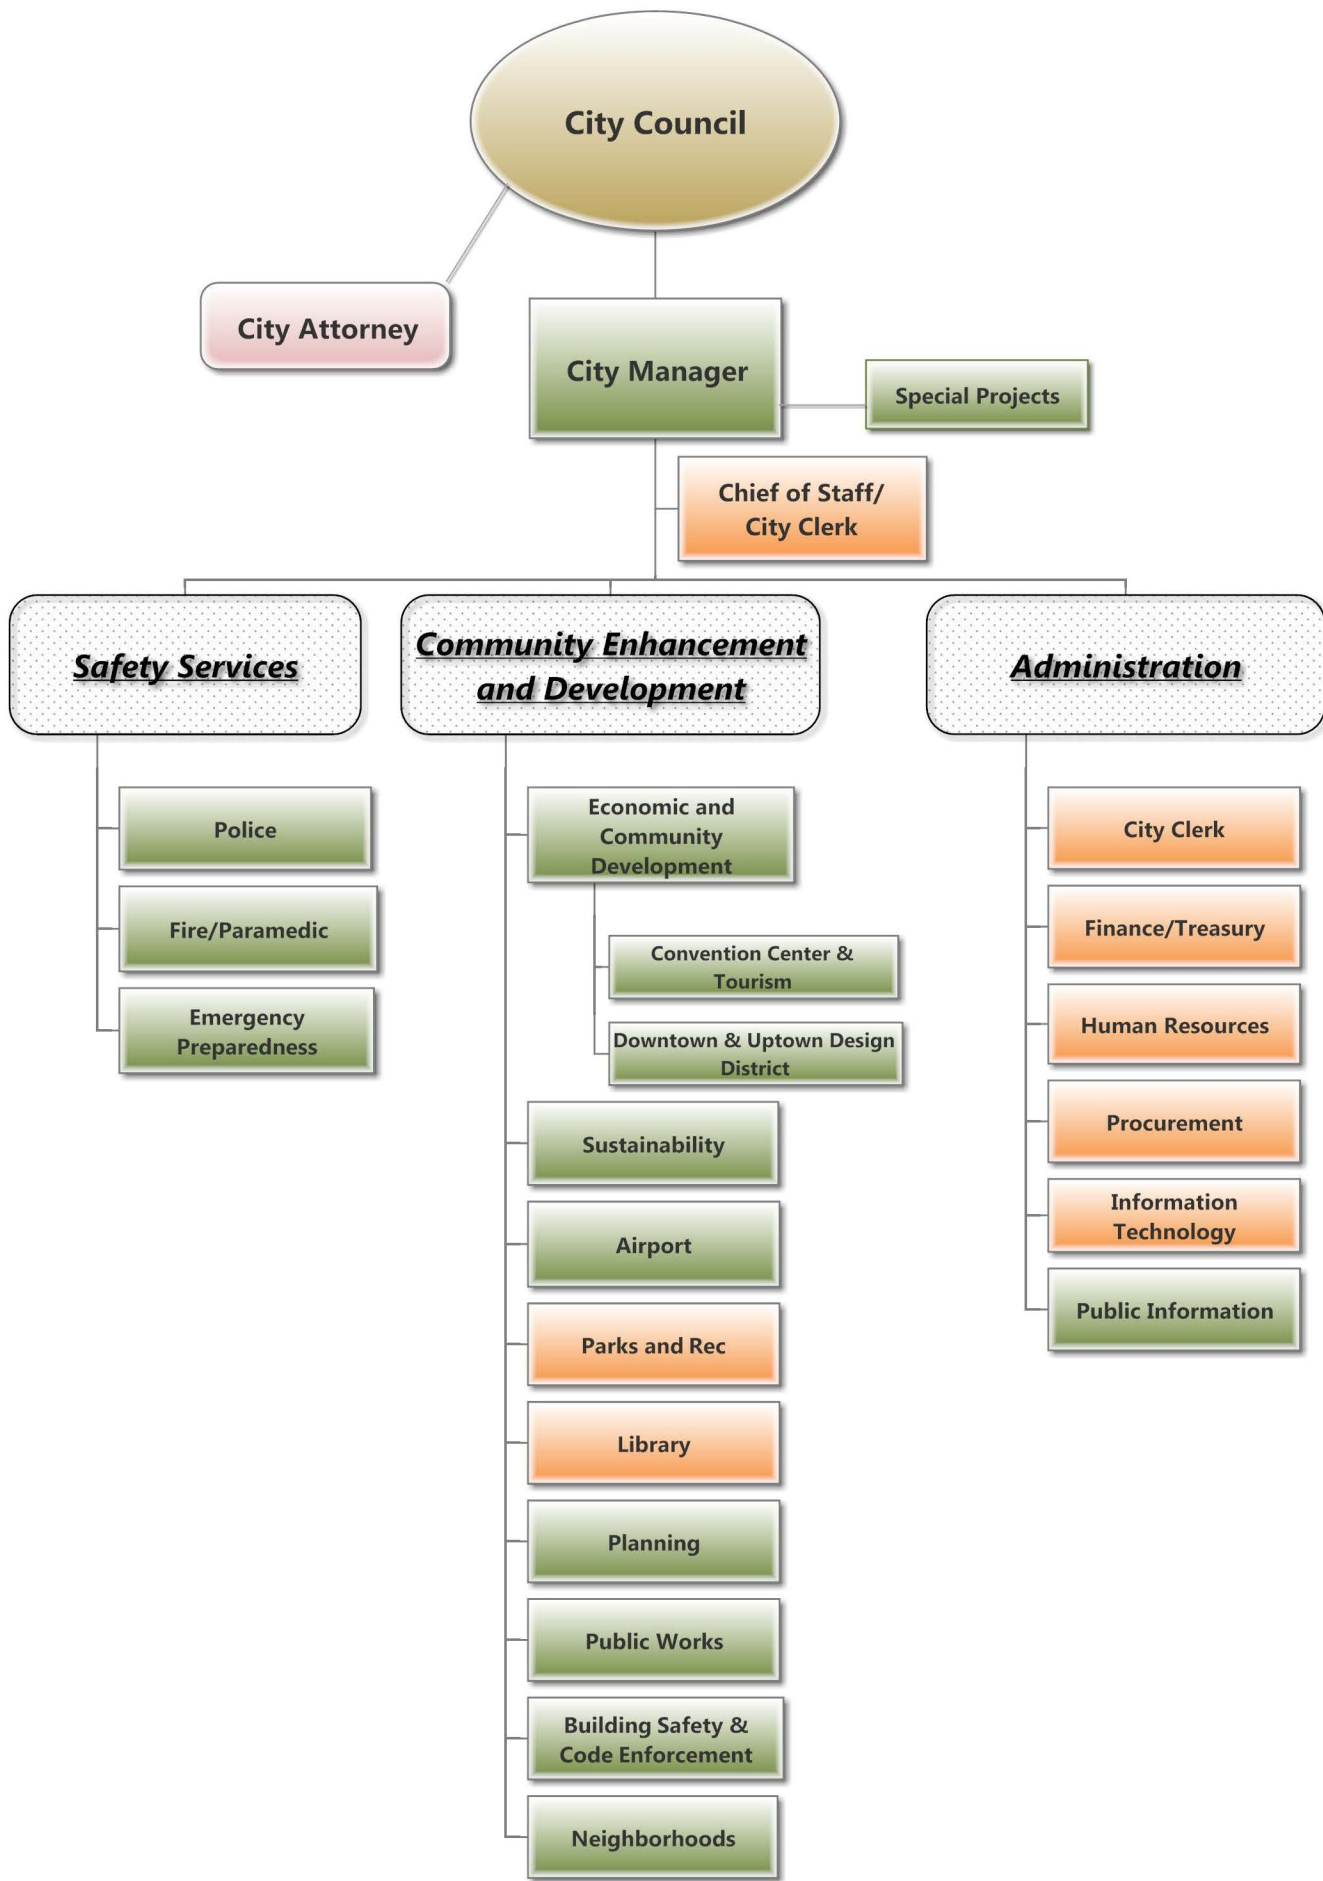 City Council
City Attorney
City Manager
Special Projects
Chief of Staff/
City Clerk
Safety Services
Community Enhancement
and Development
Administration
Police
Fire/Paramedic
Emergency
Preparedness
Economic and
Community
Development
Convention Center &
Tourism
Downtown & Uptown Design
District
Sustainability
Airport
Parks and Rec
Library
Planning
Public Works
Building Safety &
Code Enforcement
Neighborhoods
City Clerk
Finance/Treasury
Human Resources
Procurement
Information
Technology
Public Information